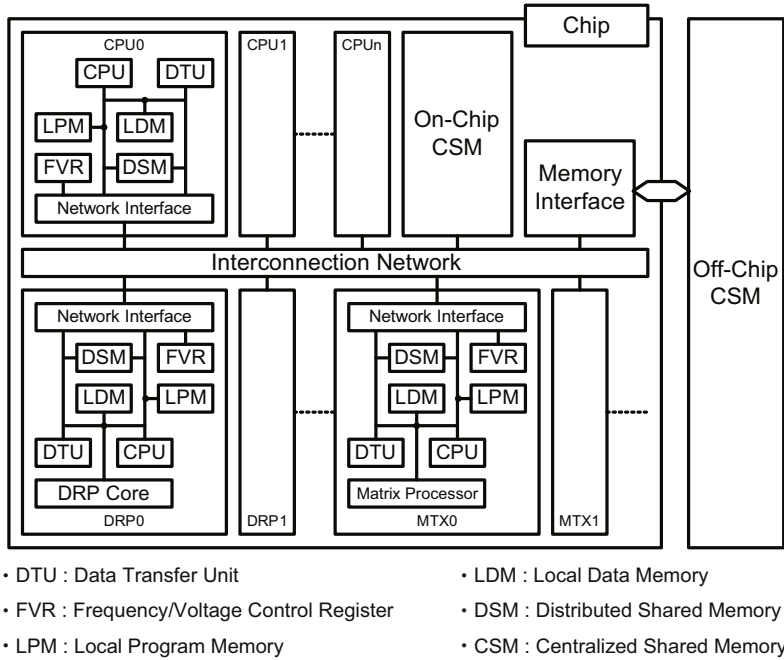 Chip
CPU0
CPU1
CPUn
CPU
DTU
LPM
LDM
FVR
DSM
Network Interface
On-Chip
CSM
Memory
Interface
Off-Chip
CSM
Interconnection Network
Network Interface
DSM
FVR
LDM
LPM
DTU
CPU
DRP Core
DRP0
DRP1
Network Interface
DSM
FVR
LDM
LPM
DTU
CPU
Matrix Processor
MTX0
MTX1
・DTU : Data Transfer Unit
・FVR : Frequency/Voltage Control Register
・LPM : Local Program Memory
・LDM : Local Data Memory
・DSM : Distributed Shared Memory
・CSM : Centralized Shared Memory